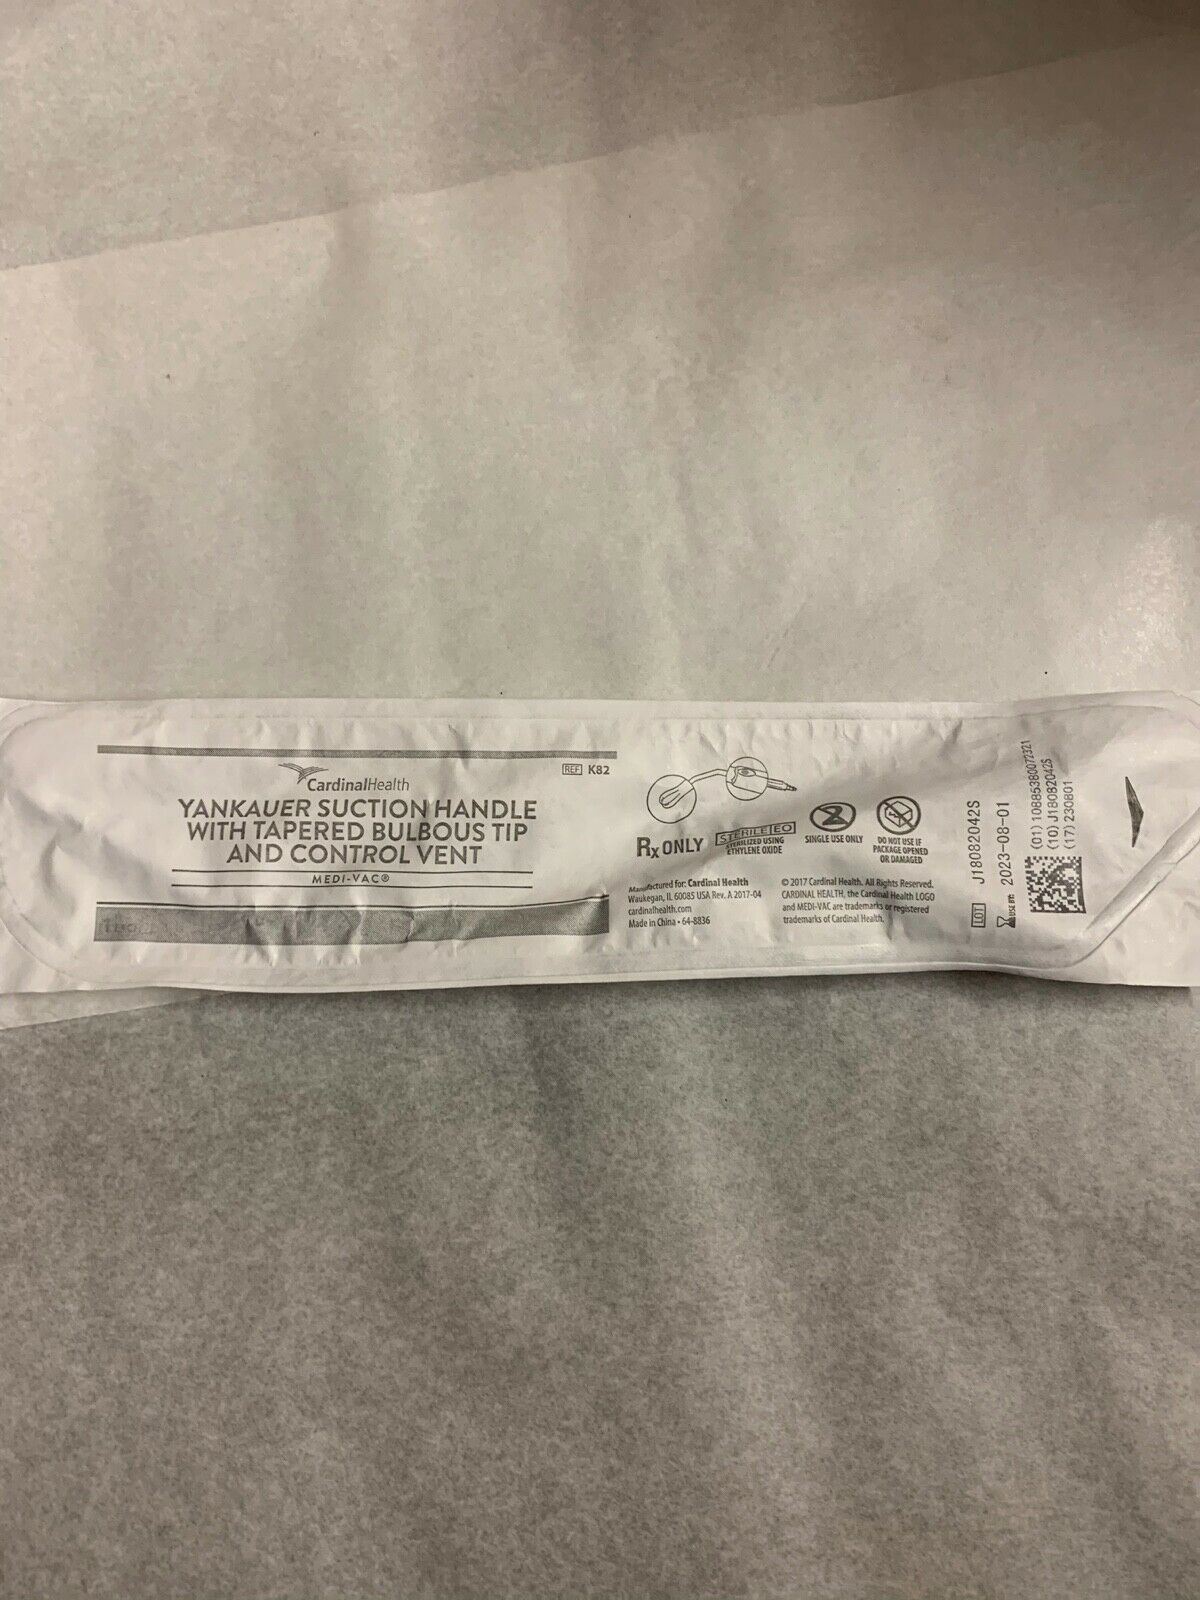 CardinalHealth
REF K82
YANKAUER SUCTION HANDLE
WITH TAPERED BULBOUS TIP
AND CONTROL VENT
MEDI-VAC®
Rx ONLY
STERILE EO
STERILIZED USING
ETHYLENE OXIDE
SINGLE USE ONLY
DO NOT USE IF
PACKAGE OPENED
OR DAMAGED
Manufactured for: Cardinal Health
Waukegan, IL 60085 USA Rev. A 2017-04
cardinalhealth.com
Made in China • 64-8836
© 2017 Cardinal Health. All Rights Reserved.
CARDINAL HEALTH, the Cardinal Health LOGO
and MEDI-VAC are trademarks or registered
trademarks of Cardinal Health.
LOT J18082042S
USE BY: 2023-08-01
(01) 10885380072321
(10) J18082042S
(17) 230801